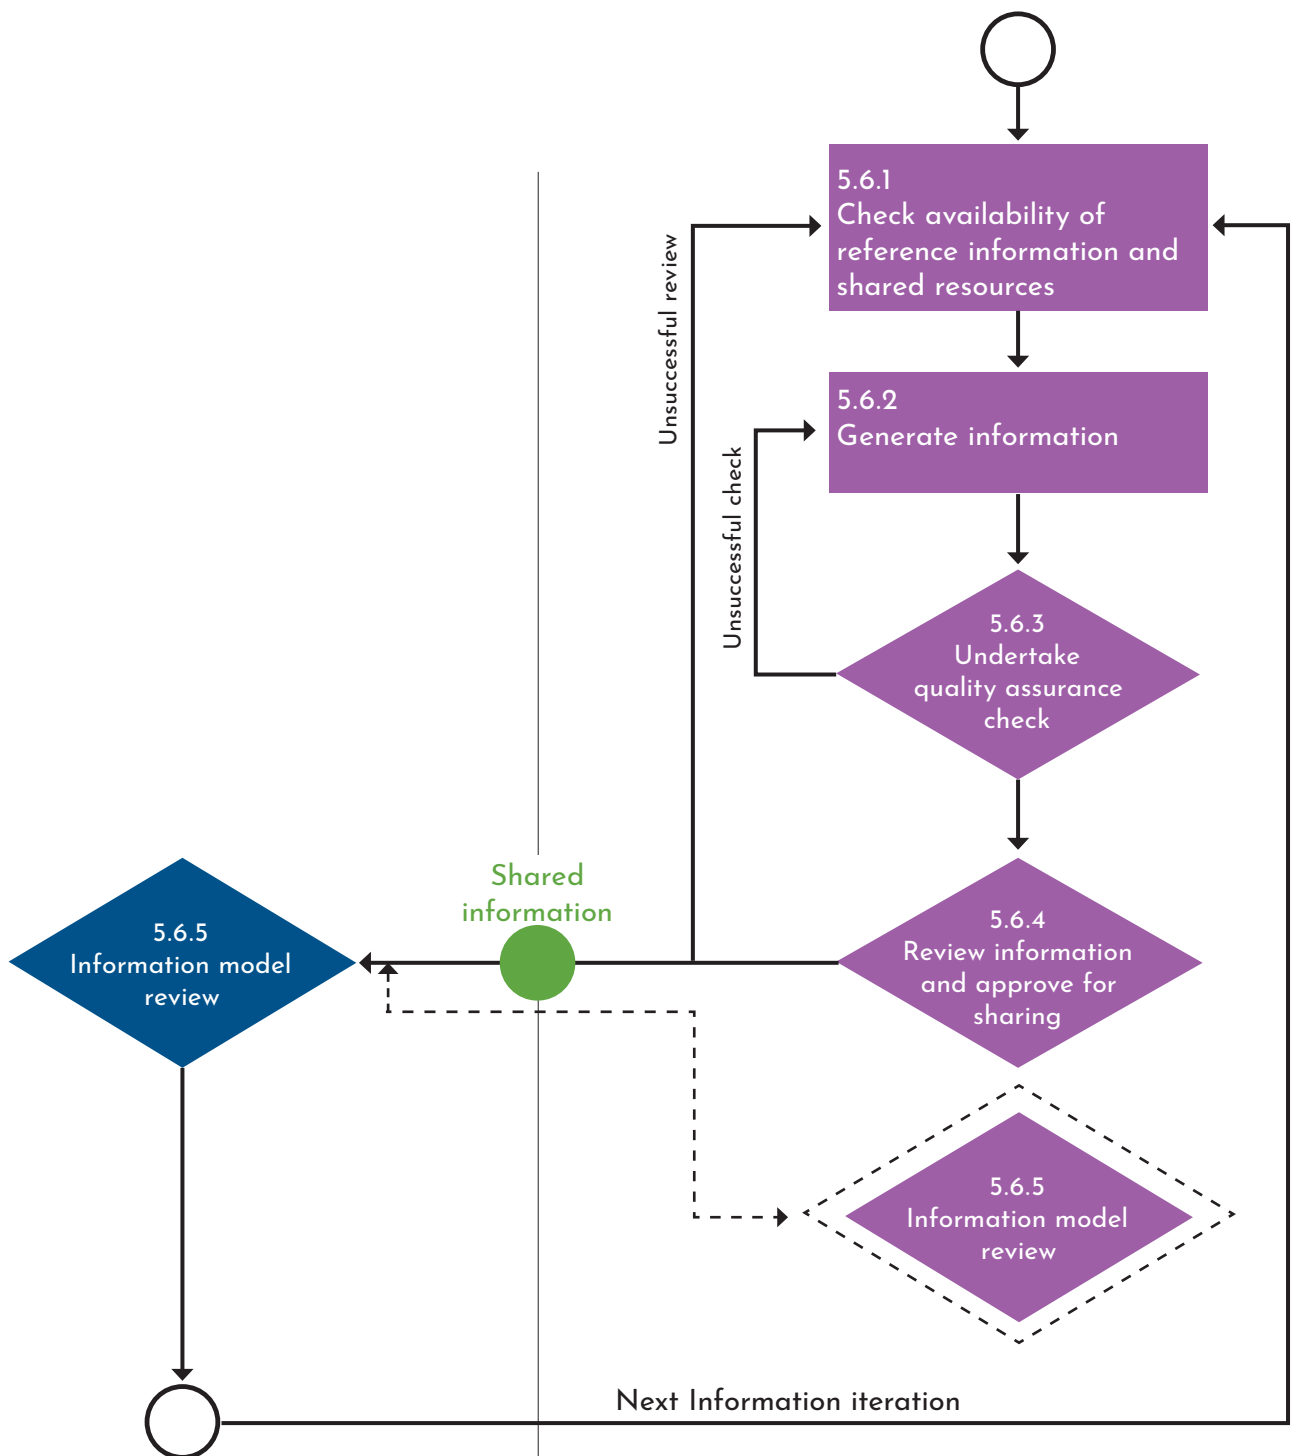 5.6.1
Check availability of
reference information and
shared resources
Unsuccessful review
5.6.2
Generate information
Unsuccessful check
5.6.3
Undertake
quality assurance
check
Shared
information
5.6.5
Information model
review
5.6.4
Review information
and approve for
sharing
5.6.5
Information model
review
Next Information iteration